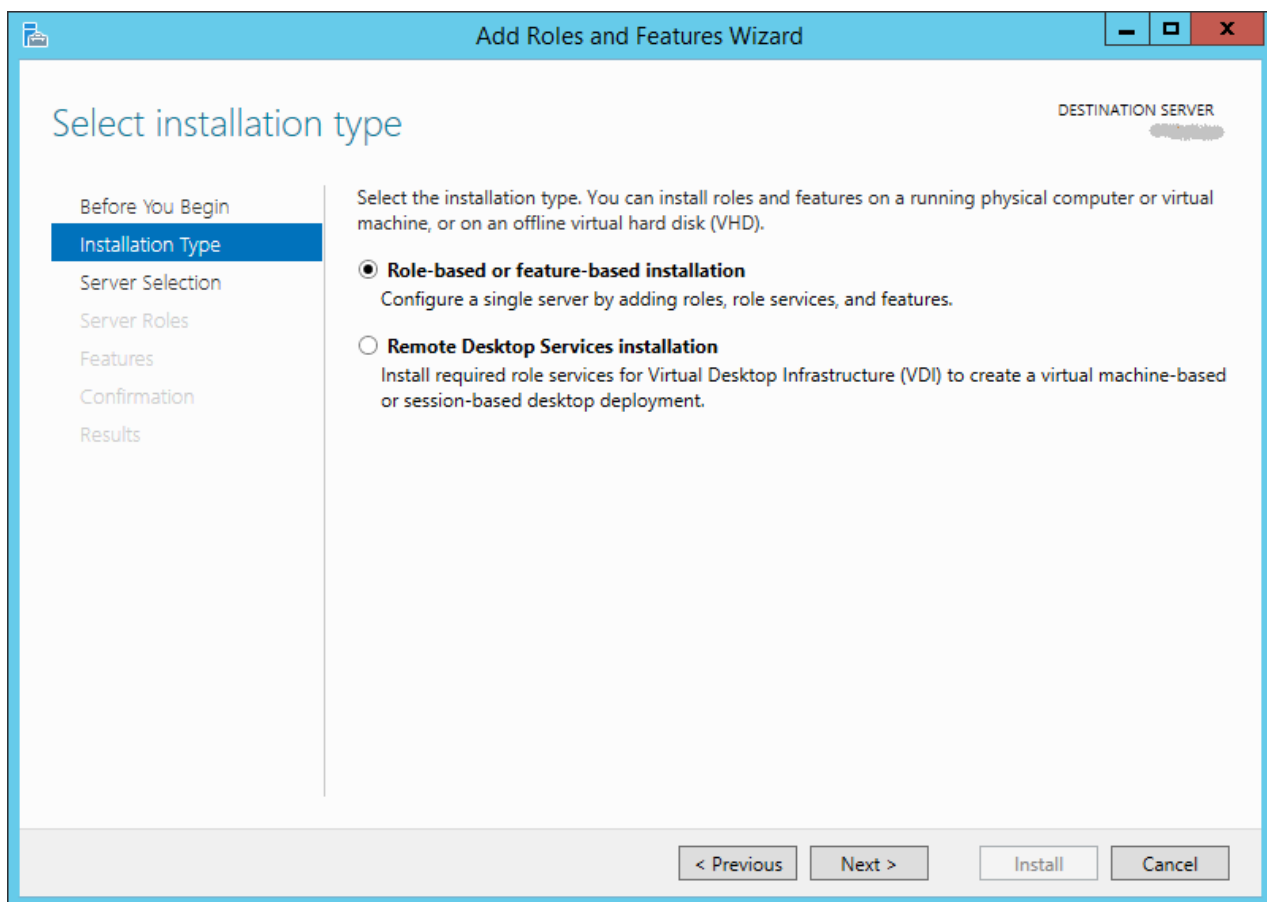 Add Roles and Features Wizard
Select installation type
DESTINATION SERVER
Before You Begin
Installation Type
Server Selection
Server Roles
Features
Confirmation
Results
Select the installation type. You can install roles and features on a running physical computer or virtual
machine, or on an offline virtual hard disk (VHD).
Role-based or feature-based installation
Configure a single server by adding roles, role services, and features.
Remote Desktop Services installation
Install required role services for Virtual Desktop Infrastructure (VDI) to create a virtual machine-based
or session-based desktop deployment.
< Previous
Next >
Install
Cancel